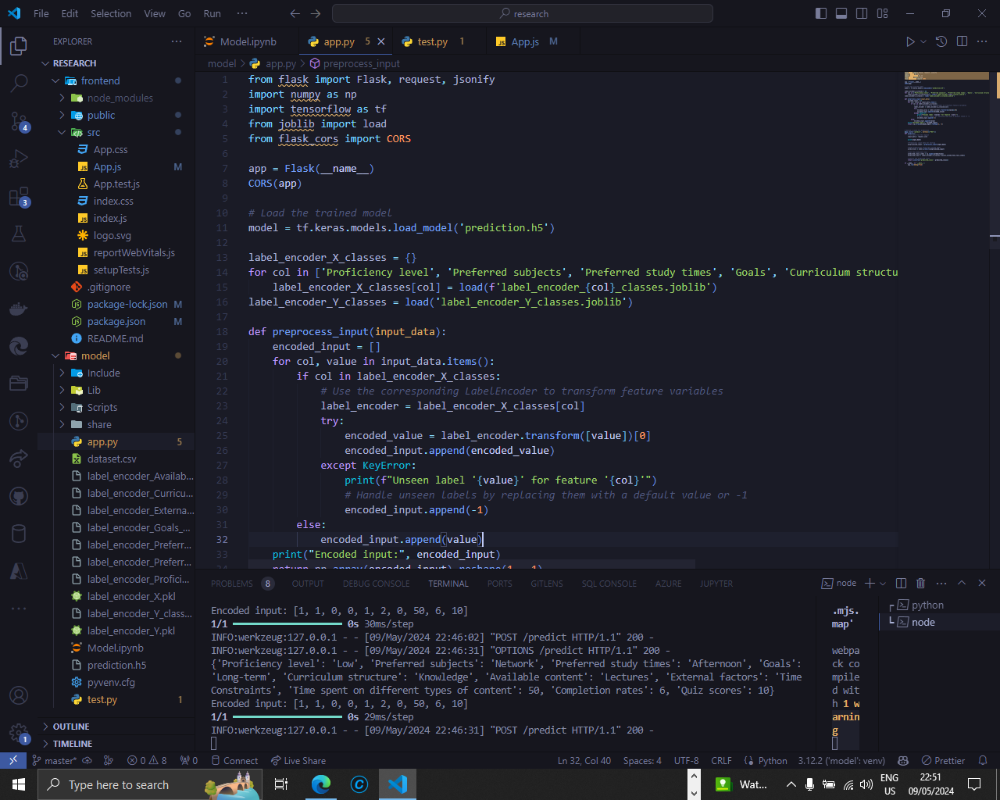 File Edit Selection View Go Run ··· research
EXPLORER
RESEARCH
frontend
node_modules
public
src
App.css
App.js M
App.test.js
index.css
index.js
logo.svg
reportWebVitals.js
setupTests.js
.gitignore
package-lock.json M
package.json M
README.md
model
Include
Lib
Scripts
share
app.py 5
dataset.csv
label_encoder_Availab...
label_encoder_Curricu...
label_encoder_Externa...
label_encoder_Goals_...
label_encoder_Preferr...
label_encoder_Preferr...
label_encoder_Profici...
label_encoder_X.pkl
label_encoder_Y_class...
label_encoder_Y.pkl
Model.ipynb
prediction.h5
pyvenv.cfg
test.py 1
OUTLINE
TIMELINE
4
3
1
Model.ipynb app.py 5 test.py 1 App.js M
model > app.py > preprocess_input
1 from flask import Flask, request, jsonify
2 import numpy as np
3 import tensorflow as tf
4 from joblib import load
5 from flask_cors import CORS
6
7 app = Flask(__name__)
8 CORS(app)
9
10 # Load the trained model
11 model = tf.keras.models.load_model('prediction.h5')
12
13 label_encoder_X_classes = {}
14 for col in ['Proficiency level', 'Preferred subjects', 'Preferred study times', 'Goals', 'Curriculum structu
15 label_encoder_X_classes[col] = load(f'label_encoder_{col}_classes.joblib')
16 label_encoder_Y_classes = load('label_encoder_Y_classes.joblib')
17
18 def preprocess_input(input_data):
19 encoded_input = []
20 for col, value in input_data.items():
21 if col in label_encoder_X_classes:
22 # Use the corresponding LabelEncoder to transform feature variables
23 label_encoder = label_encoder_X_classes[col]
24 try:
25 encoded_value = label_encoder.transform([value])[0]
26 encoded_input.append(encoded_value)
27 except KeyError:
28 print(f"Unseen label '{value}' for feature '{col}'")
29 # Handle unseen labels by replacing them with a default value or -1
30 encoded_input.append(-1)
31 else:
32 encoded_input.append(value)
33 print("Encoded input:", encoded_input)
34 return np.array(encoded_input).reshape(1, -1)
PROBLEMS 8 OUTPUT DEBUG CONSOLE TERMINAL PORTS GITLENS SQL CONSOLE AZURE JUPYTER node
Encoded input: [1, 1, 0, 0, 1, 2, 0, 50, 6, 10]
1/1 0s 30ms/step
INFO:werkzeug:127.0.0.1 - - [09/May/2024 22:46:02] "POST /predict HTTP/1.1" 200 -
INFO:werkzeug:127.0.0.1 - - [09/May/2024 22:46:31] "OPTIONS /predict HTTP/1.1" 200 -
{'Proficiency level': 'Low', 'Preferred subjects': 'Network', 'Preferred study times': 'Afternoon', 'Goals':
'Long-term', 'Curriculum structure': 'Knowledge', 'Available content': 'Lectures', 'External factors': 'Time
Constraints', 'Time spent on different types of content': 50, 'Completion rates': 6, 'Quiz scores': 10}
Encoded input: [1, 1, 0, 0, 1, 2, 0, 50, 6, 10]
1/1 0s 29ms/step
INFO:werkzeug:127.0.0.1 - - [09/May/2024 22:46:31] "POST /predict HTTP/1.1" 200 -
.mjs.
map'
webpa
ck co
mpile
d wit
h 1 w
arnin
g
python
node
master* 0 8 0 Connect Live Share Ln 32, Col 40 Spaces: 4 UTF-8 CRLF Python 3.12.2 ('model': venv) Prettier
Type here to search Wat... ENG US 22:51 09/05/2024